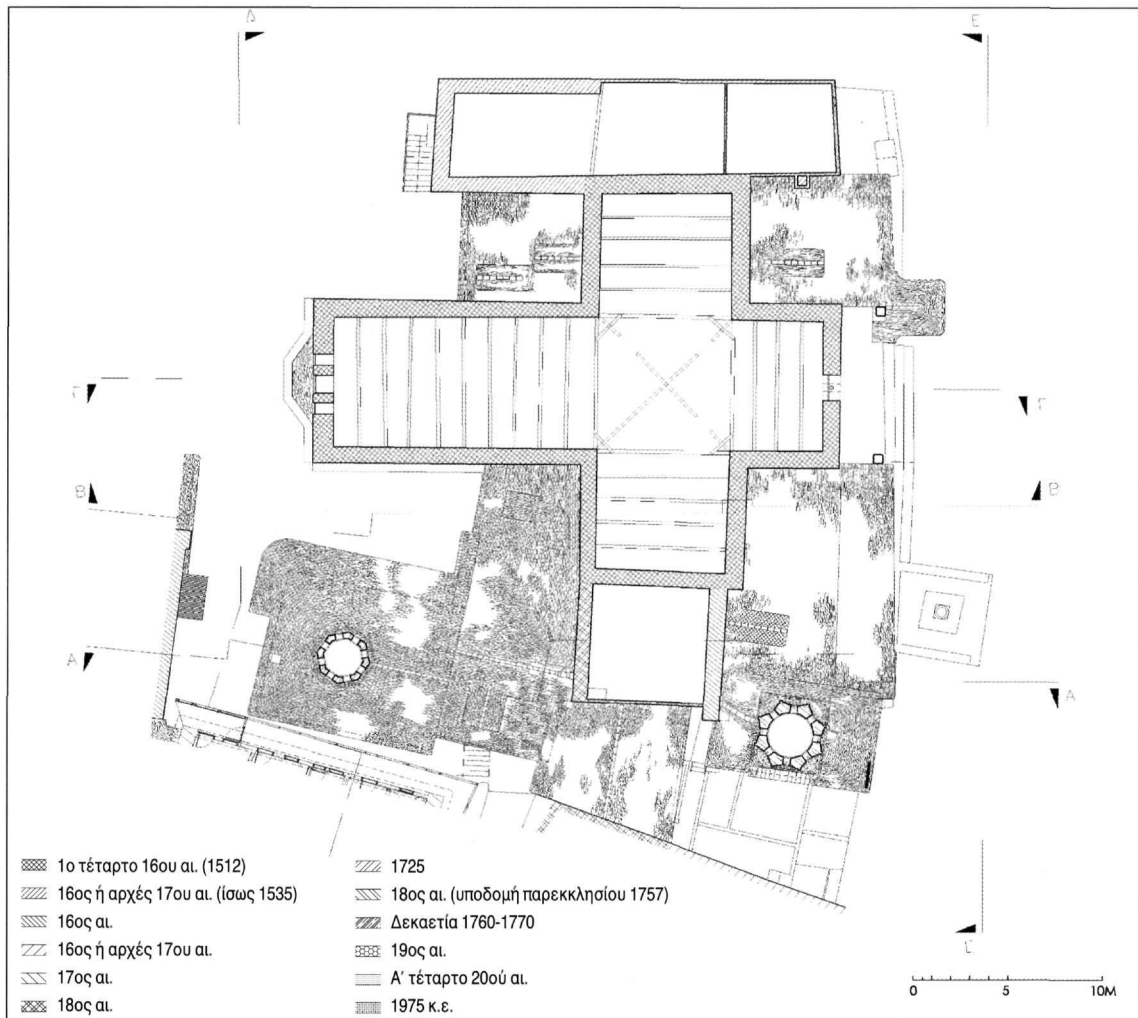 Δ
Ε
Γ
Γ
Β
Β
Α
Α
1ο τέταρτο 16ου αι. (1512)
16ος ή αρχές 17ου αι. (ίσως 1535)
16ος αι.
16ος ή αρχές 17ου αι.
17ος αι.
18ος αι.
1725
18ος αι. (υποδομή παρεκκλησίου 1757)
Δεκαετία 1760-1770
19ος αι.
Α΄ τέταρτο 20ού αι.
1975 κ.ε.
0 5 10Μ